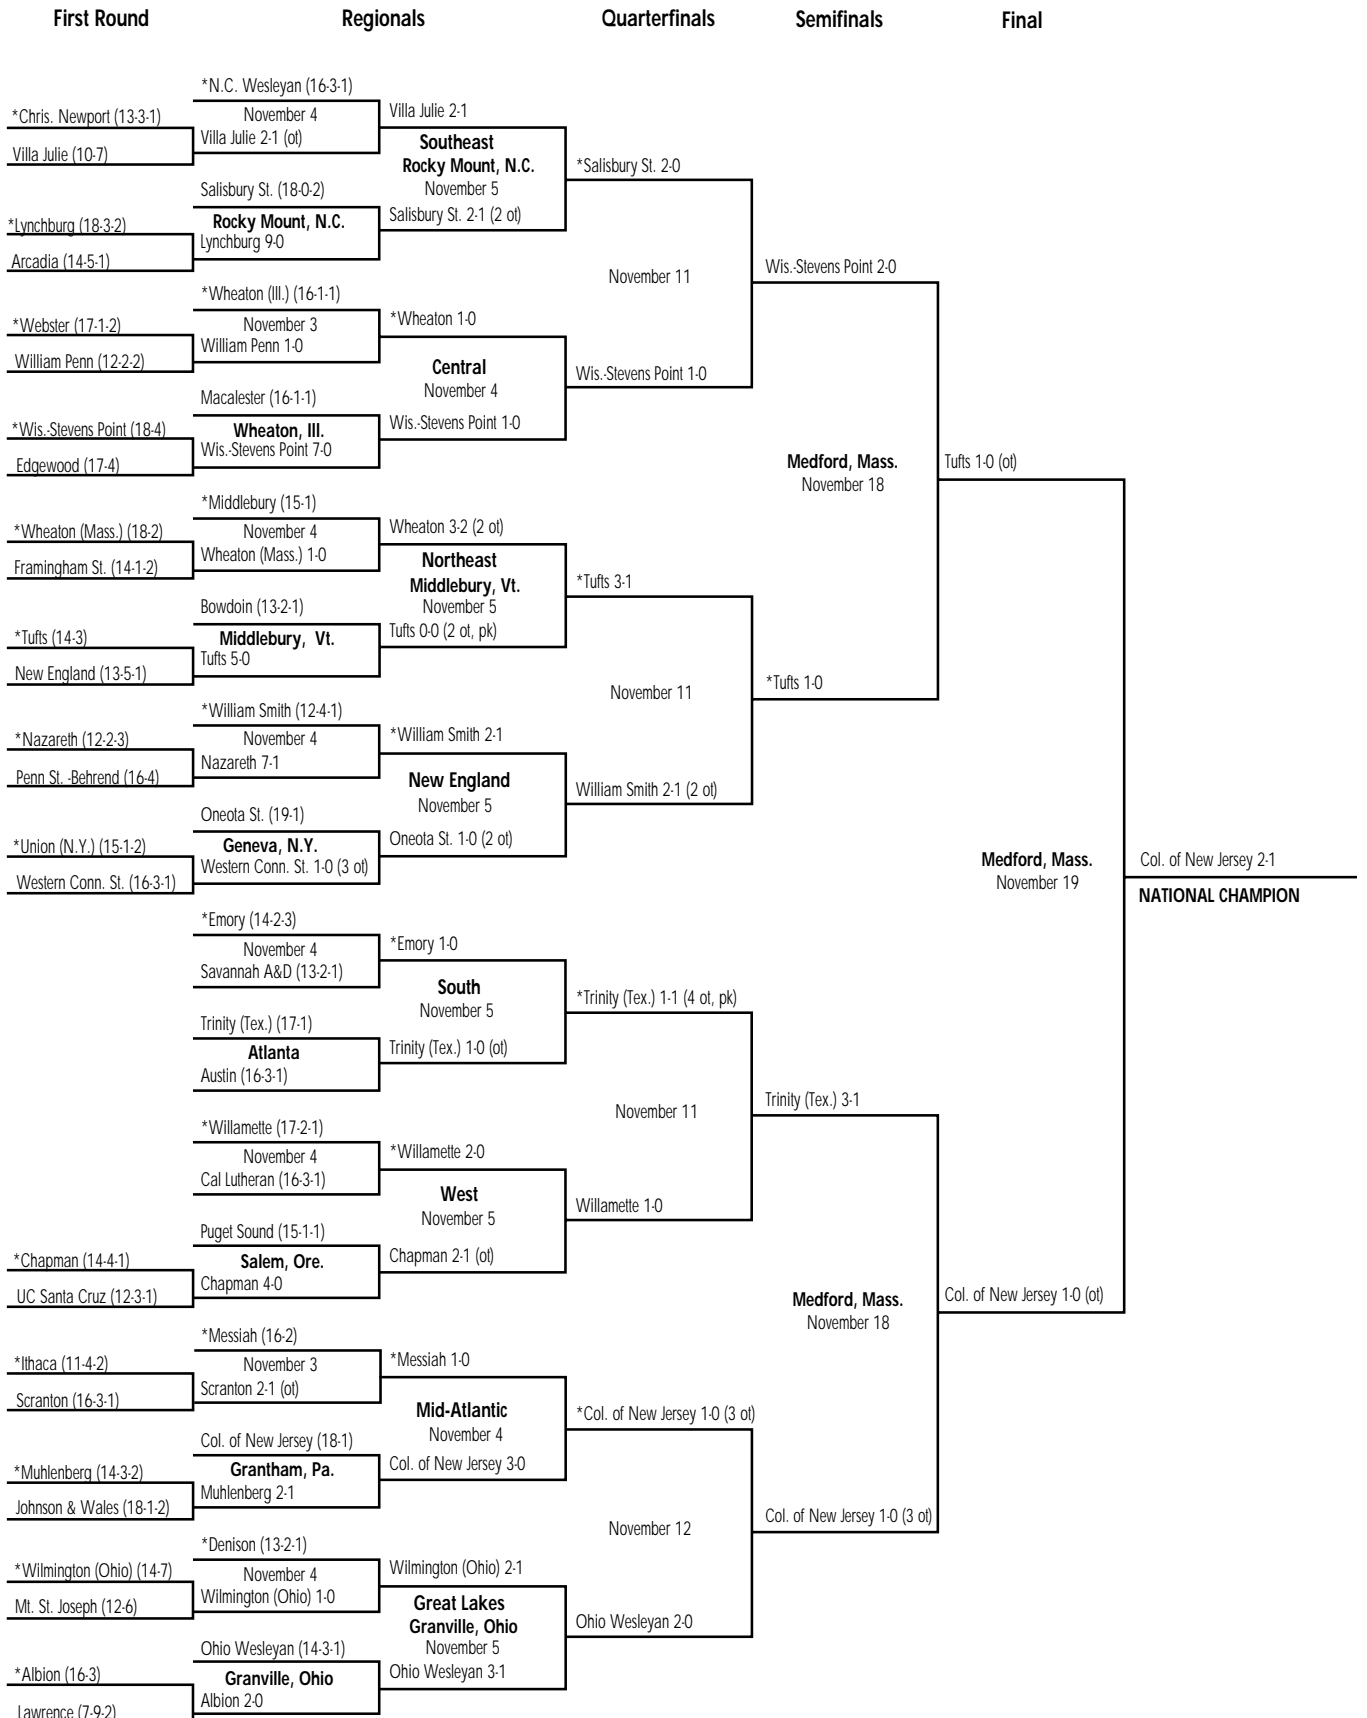 First Round
Regionals
Quarterfinals
Semifinals
Final
*N.C. Wesleyan (16-3-1)
*Chris. Newport (13-3-1)
November 4
Villa Julie 2-1
Villa Julie 2-1 (ot)
Villa Julie (10-7)
Southeast
Rocky Mount, N.C.
November 5
*Salisbury St. 2-0
Salisbury St. (18-0-2)
*Lynchburg (18-3-2)
Rocky Mount, N.C.
Salisbury St. 2-1 (2 ot)
Lynchburg 9-0
Arcadia (14-5-1)
November 11
Wis.-Stevens Point 2-0
*Wheaton (Ill.) (16-1-1)
*Webster (17-1-2)
November 3
*Wheaton 1-0
William Penn 1-0
William Penn (12-2-2)
Central
November 4
Wis.-Stevens Point 1-0
Macalester (16-1-1)
*Wis.-Stevens Point (18-4)
Wheaton, Ill.
Wis.-Stevens Point 1-0
Wis.-Stevens Point 7-0
Edgewood (17-4)
Medford, Mass.
November 18
Tufts 1-0 (ot)
*Middlebury (15-1)
*Wheaton (Mass.) (18-2)
November 4
Wheaton 3-2 (2 ot)
Wheaton (Mass.) 1-0
Framingham St. (14-1-2)
Northeast
Middlebury, Vt.
November 5
*Tufts 3-1
Bowdoin (13-2-1)
*Tufts (14-3)
Middlebury, Vt.
Tufts 0-0 (2 ot, pk)
Tufts 5-0
New England (13-5-1)
November 11
*Tufts 1-0
*William Smith (12-4-1)
*Nazareth (12-2-3)
November 4
*William Smith 2-1
Nazareth 7-1
Penn St. -Behrend (16-4)
New England
November 5
William Smith 2-1 (2 ot)
Oneota St. (19-1)
*Union (N.Y.) (15-1-2)
Geneva, N.Y.
Oneota St. 1-0 (2 ot)
Western Conn. St. 1-0 (3 ot)
Western Conn. St. (16-3-1)
Medford, Mass.
November 19
Col. of New Jersey 2-1
NATIONAL CHAMPION
*Emory (14-2-3)
November 4
*Emory 1-0
Savannah A&D (13-2-1)
South
November 5
*Trinity (Tex.) 1-1 (4 ot, pk)
Trinity (Tex.) (17-1)
Atlanta
Trinity (Tex.) 1-0 (ot)
Austin (16-3-1)
November 11
Trinity (Tex.) 3-1
*Willamette (17-2-1)
November 4
*Willamette 2-0
Cal Lutheran (16-3-1)
West
November 5
Willamette 1-0
Puget Sound (15-1-1)
*Chapman (14-4-1)
Salem, Ore.
Chapman 2-1 (ot)
Chapman 4-0
UC Santa Cruz (12-3-1)
Medford, Mass.
November 18
Col. of New Jersey 1-0 (ot)
*Messiah (16-2)
*Ithaca (11-4-2)
November 3
*Messiah 1-0
Scranton 2-1 (ot)
Scranton (16-3-1)
Mid-Atlantic
November 4
*Col. of New Jersey 1-0 (3 ot)
Col. of New Jersey (18-1)
*Muhlenberg (14-3-2)
Grantham, Pa.
Col. of New Jersey 3-0
Muhlenberg 2-1
Johnson & Wales (18-1-2)
November 12
Col. of New Jersey 1-0 (3 ot)
*Denison (13-2-1)
*Wilmington (Ohio) (14-7)
November 4
Wilmington (Ohio) 2-1
Wilmington (Ohio) 1-0
Mt. St. Joseph (12-6)
Great Lakes
Granville, Ohio
November 5
Ohio Wesleyan 2-0
Ohio Wesleyan (14-3-1)
*Albion (16-3)
Granville, Ohio
Ohio Wesleyan 3-1
Albion 2-0
Lawrence (7-9-2)